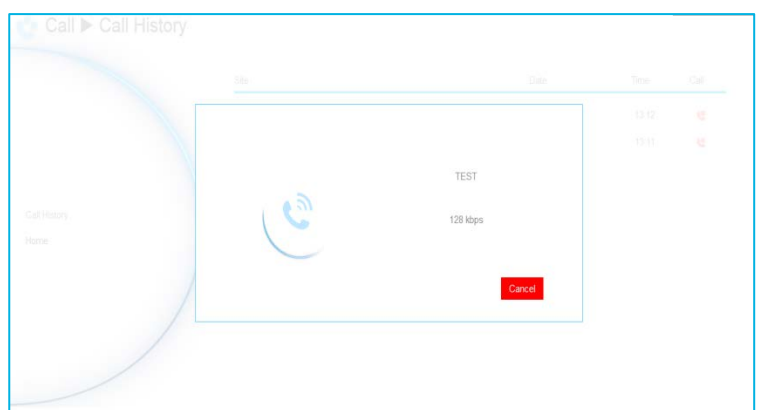 Call ▶ Call History
Site Date Time Call
13:12
13:11
TEST
Call History
128 kbps
Home
Cancel